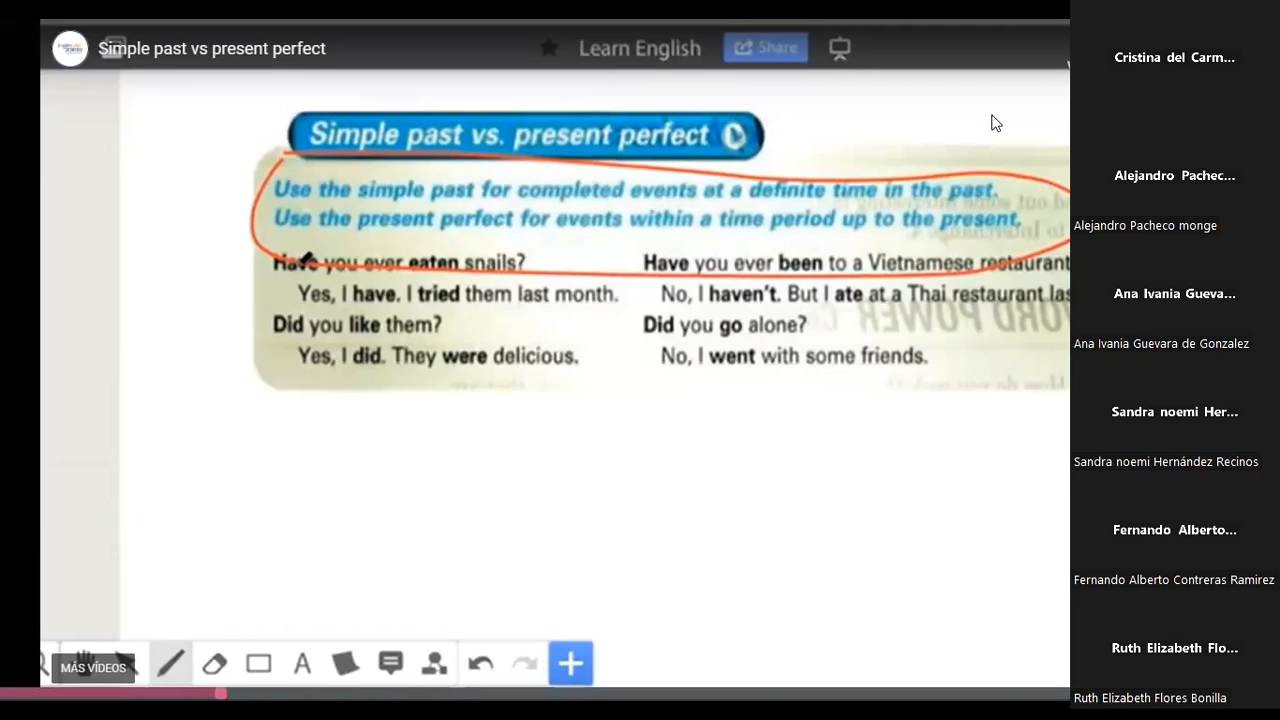 Simple past vs present perfect
Learn English
Share
Simple past vs. present perfect
Use the simple past for completed events at a definite time in the past.
Use the present perfect for events within a time period up to the present.
Have you ever eaten snails?
Yes, I have. I tried them last month.
Did you like them?
Yes, I did. They were delicious.
Have you ever been to a Vietnamese restaurant
No, I haven't. But I ate at a Thai restaurant las
Did you go alone?
No, I went with some friends.
WORD POWER
MÁS VÍDEOS
Cristina del Carm...
Alejandro Pachec...
Alejandro Pacheco monge
Ana Ivania Gueva...
Ana Ivania Guevara de Gonzalez
Sandra noemi Her...
Sandra noemi Hernández Recinos
Fernando Alberto...
Fernando Alberto Contreras Ramirez
Ruth Elizabeth Flo...
Ruth Elizabeth Flores Bonilla